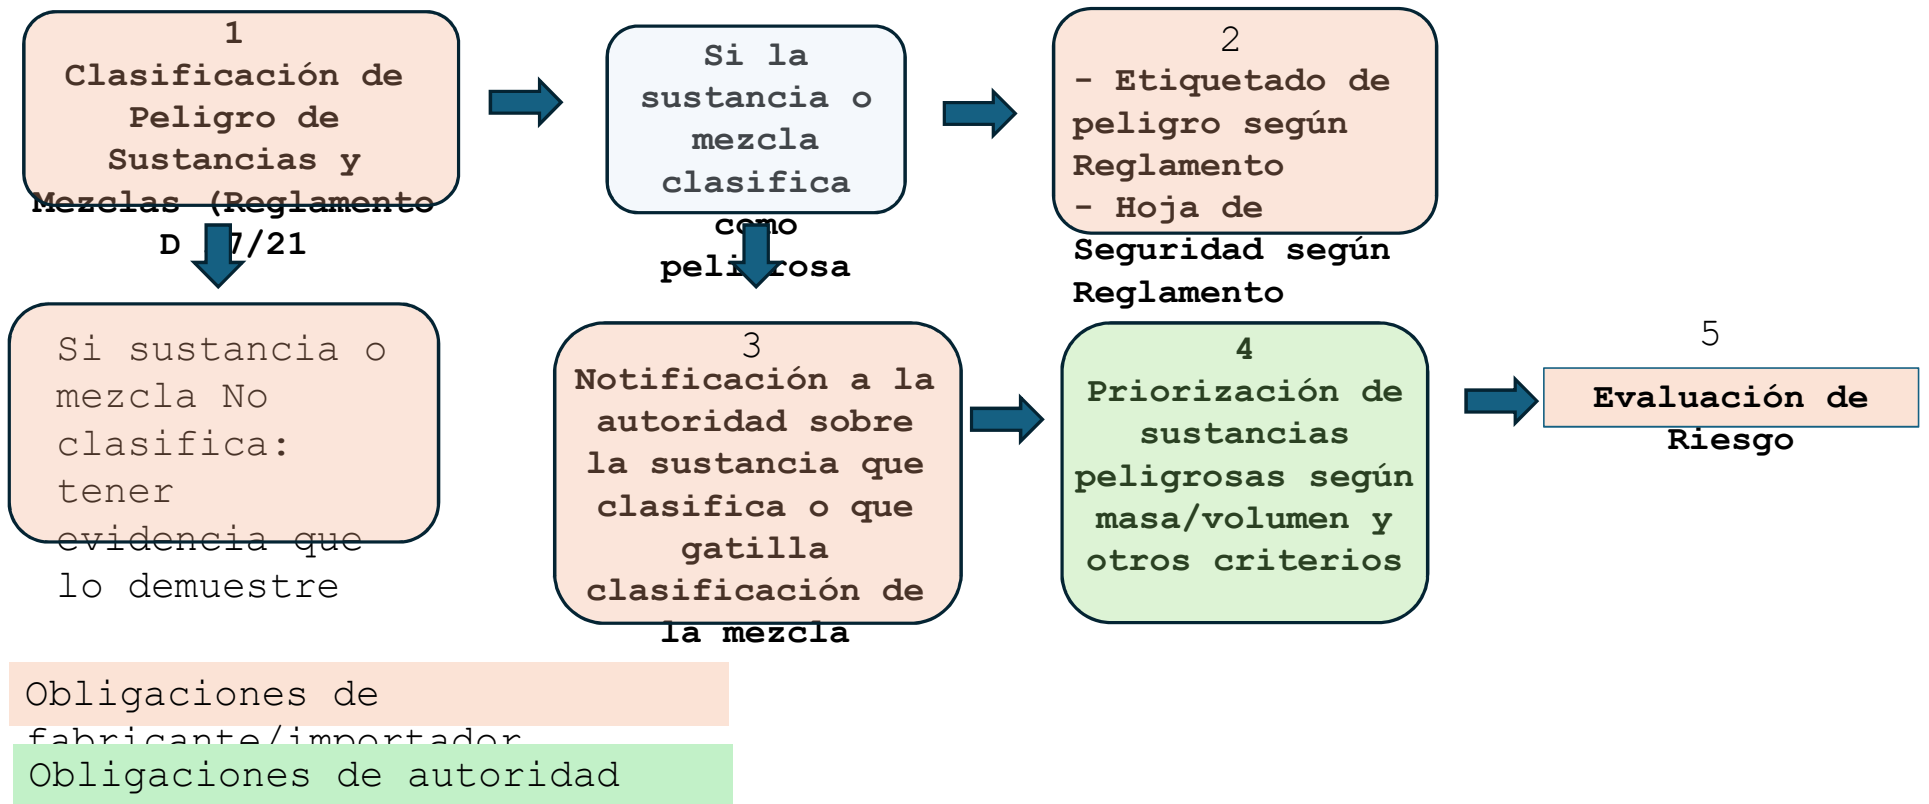 1
Clasificación de
Peligro de
Sustancias y
Mezclas (Reglamento
D 7/21
Si la
sustancia o
mezcla
clasifica
como
peligrosa
2
- Etiquetado de
peligro según
Reglamento
- Hoja de
Seguridad según
Reglamento
Si sustancia o
mezcla No
clasifica:
tener
evidencia que
lo demuestre
3
Notificación a la
autoridad sobre
la sustancia que
clasifica o que
gatilla
clasificación de
la mezcla
4
Priorización de
sustancias
peligrosas según
masa/volumen y
otros criterios
5
Evaluación de
Riesgo
Obligaciones de
fabricante/importador
Obligaciones de autoridad